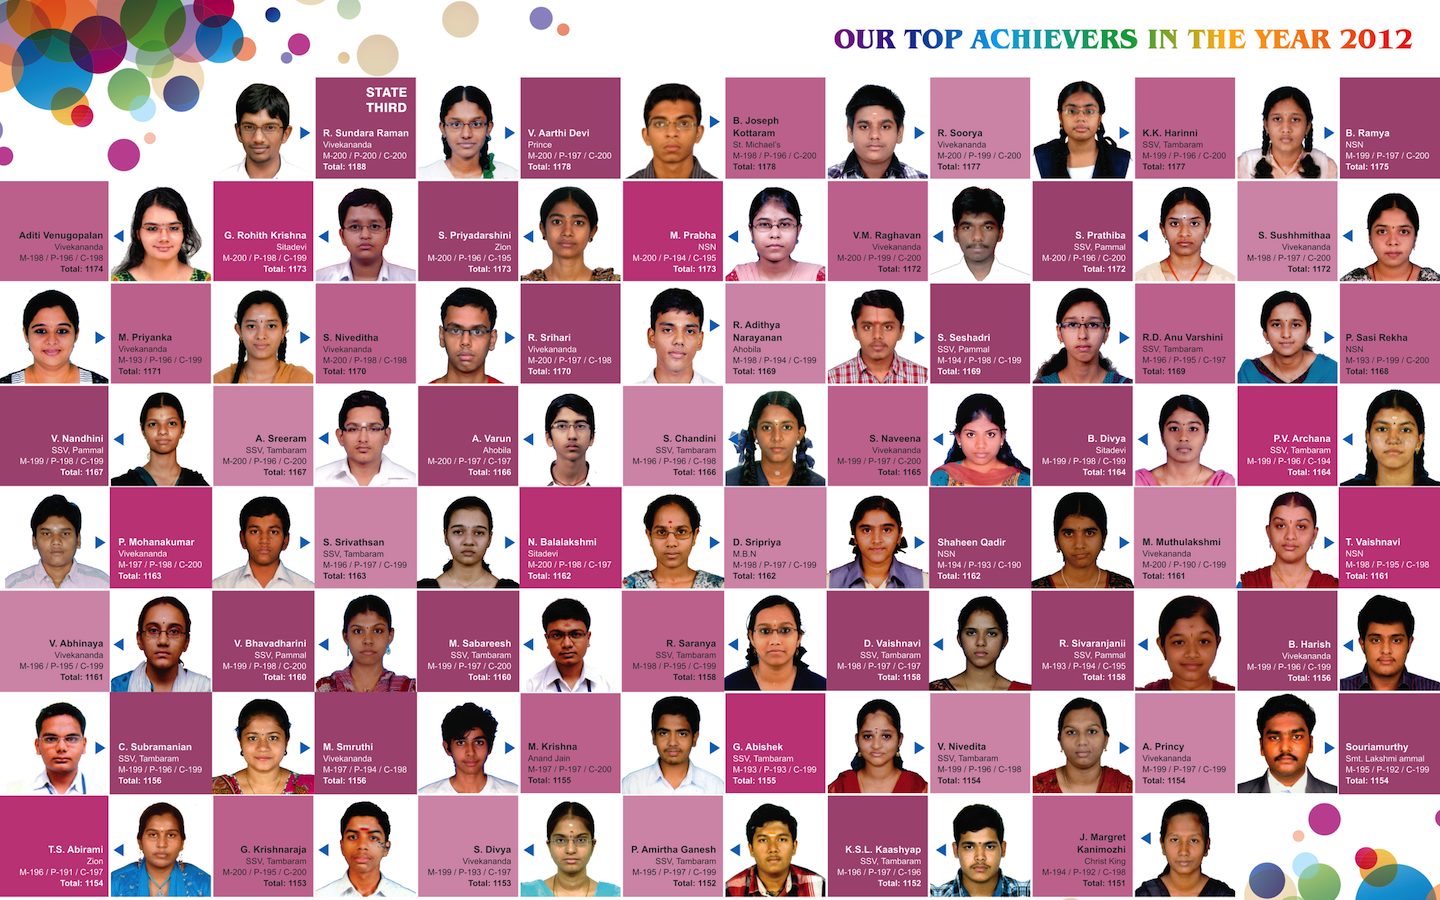 OUR TOP ACHIEVERS IN THE YEAR 2012
STATE
THIRD
R. Sundara Raman
Vivekananda
M-200 / P-200 / C-200
Total: 1188
V. Aarthi Devi
Prince
M-200 / P-197 / C-200
Total: 1178
B. Joseph
Kottaram
St. Michael's
M-198 / P-196 / C-200
Total: 1178
R. Soorya
Vivekananda
M-200 / P-199 / C-200
Total: 1177
K.K. Harinni
SSV, Tambaram
M-199 / P-196 / C-200
Total: 1177
B. Ramya
NSN
M-199 / P-197 / C-200
Total: 1175
Aditi Venugopalan
Vivekananda
M-198 / P-196 / C-198
Total: 1174
G. Rohith Krishna
Sitadevi
M-200 / P-198 / C-199
Total: 1173
S. Priyadarshini
Zion
M-200 / P-196 / C-195
Total: 1173
M. Prabha
NSN
M-200 / P-194 / C-195
Total: 1173
V.M. Raghavan
Vivekananda
M-200 / P-199 / C-200
Total: 1172
S. Prathiba
SSV, Pammal
M-200 / P-196 / C-200
Total: 1172
S. Sushhmithaa
Vivekananda
M-198 / P-197 / C-200
Total: 1172
M. Priyanka
Vivekananda
M-193 / P-196 / C-199
Total: 1171
S. Niveditha
Vivekananda
M-200 / P-198 / C-198
Total: 1170
R. Srihari
Vivekananda
M-200 / P-197 / C-198
Total: 1170
R. Adithya
Narayanan
Ahobila
M-198 / P-194 / C-199
Total: 1169
S. Seshadri
SSV, Pammal
M-194 / P-198 / C-199
Total: 1169
R.D. Anu Varshini
SSV, Tambaram
M-196 / P-195 / C-197
Total: 1169
P. Sasi Rekha
NSN
M-193 / P-199 / C-200
Total: 1168
V. Nandhini
SSV, Pammal
M-199 / P-198 / C-199
Total: 1167
A. Sreeram
SSV, Tambaram
M-200 / P-196 / C-200
Total: 1167
A. Varun
Ahobila
M-200 / P-197 / C-197
Total: 1166
S. Chandini
SSV, Tambaram
M-196 / P-196 / C-198
Total: 1166
S. Naveena
Vivekananda
M-199 / P-197 / C-200
Total: 1165
B. Divya
Sitadevi
M-199 / P-194 / C-199
Total: 1164
P.V. Archana
SSV, Tambaram
M-199 / P-196 / C-194
Total: 1164
P. Mohanakumar
Vivekananda
M-197 / P-198 / C-200
Total: 1163
S. Srivathsan
SSV, Tambaram
M-196 / P-197 / C-199
Total: 1163
N. Balalakshmi
Sitadevi
M-200 / P-198 / C-197
Total: 1162
D. Sripriya
M.B.N
M-198 / P-197 / C-199
Total: 1162
Shaheen Qadir
NSN
M-194 / P-193 / C-190
Total: 1162
M. Muthulakshmi
Vivekananda
M-200 / P-190 / C-199
Total: 1161
T. Vaishnavi
NSN
M-198 / P-195 / C-198
Total: 1161
V. Abhinaya
Vivekananda
M-196 / P-195 / C-199
Total: 1161
V. Bhavadharini
SSV, Pammal
M-199 / P-198 / C-200
Total: 1160
M. Sabareesh
SSV, Tambaram
M-199 / P-197 / C-200
Total: 1160
R. Saranya
SSV, Tambaram
M-198 / P-195 / C-199
Total: 1158
D. Vaishnavi
SSV, Tambaram
M-198 / P-197 / C-197
Total: 1158
R. Sivaranjanii
SSV, Pammal
M-193 / P-194 / C-195
Total: 1158
B. Harish
Vivekananda
M-199 / P-196 / C-199
Total: 1156
C. Subramanian
SSV, Tambaram
M-199 / P-196 / C-199
Total: 1156
M. Smruthi
Vivekananda
M-197 / P-194 / C-198
Total: 1156
M. Krishna
Anand Jain
M-197 / P-197 / C-200
Total: 1155
G. Abishek
SSV, Tambaram
M-193 / P-193 / C-199
Total: 1155
V. Nivedita
SSV, Tambaram
M-199 / P-196 / C-198
Total: 1154
A. Princy
Vivekananda
M-199 / P-197 / C-199
Total: 1154
Souriamurthy
Smt. Lakshmi ammal
M-195 / P-192 / C-199
Total: 1154
T.S. Abirami
Zion
M-196 / P-191 / C-197
Total: 1154
G. Krishnaraja
SSV, Tambaram
M-200 / P-195 / C-200
Total: 1153
S. Divya
Vivekananda
M-199 / P-193 / C-197
Total: 1153
P. Amirtha Ganesh
SSV, Tambaram
M-195 / P-197 / C-199
Total: 1152
K.S.L. Kaashyap
SSV, Tambaram
M-196 / P-197 / C-196
Total: 1152
J. Margret
Kanimozhi
Christ King
M-194 / P-192 / C-198
Total: 1151